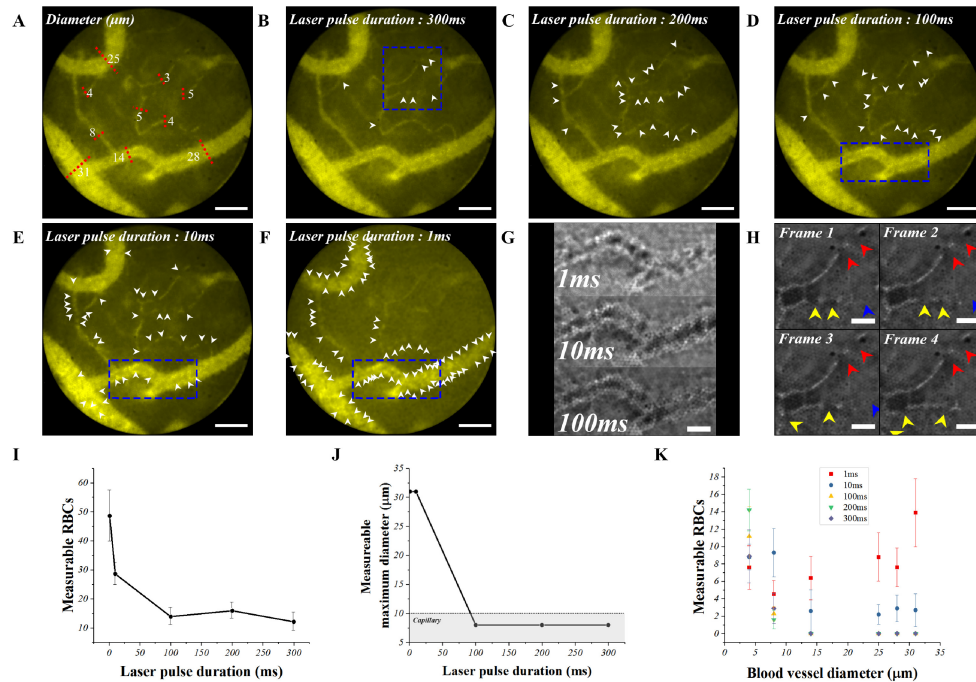 A
Diameter (μm)
25
3
4
5
5
4
8
14
28
31
B
Laser pulse duration : 300ms
C
Laser pulse duration : 200ms
D
Laser pulse duration : 100ms
E
Laser pulse duration : 10ms
F
Laser pulse duration : 1ms
G
1ms
10ms
100ms
H
Frame 1
Frame 2
Frame 3
Frame 4
I
Measurable RBCs
60
50
40
30
20
10
0
50
100
150
200
250
300
Laser pulse duration (ms)
J
Measureable
maximum diameter (μm)
35
30
25
20
15
10
5
0
Capillary
0
50
100
150
200
250
300
Laser pulse duration (ms)
K
Measurable RBCs
18
16
14
12
10
8
6
4
2
0
1ms
10ms
100ms
200ms
300ms
0
5
10
15
20
25
30
35
Blood vessel diameter (μm)